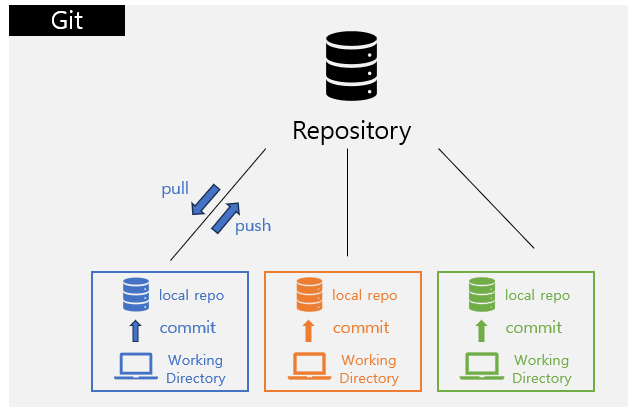 Git
Repository
pull
push
local repo
commit
Working
Directory
local repo
commit
Working
Directory
local repo
commit
Working
Directory